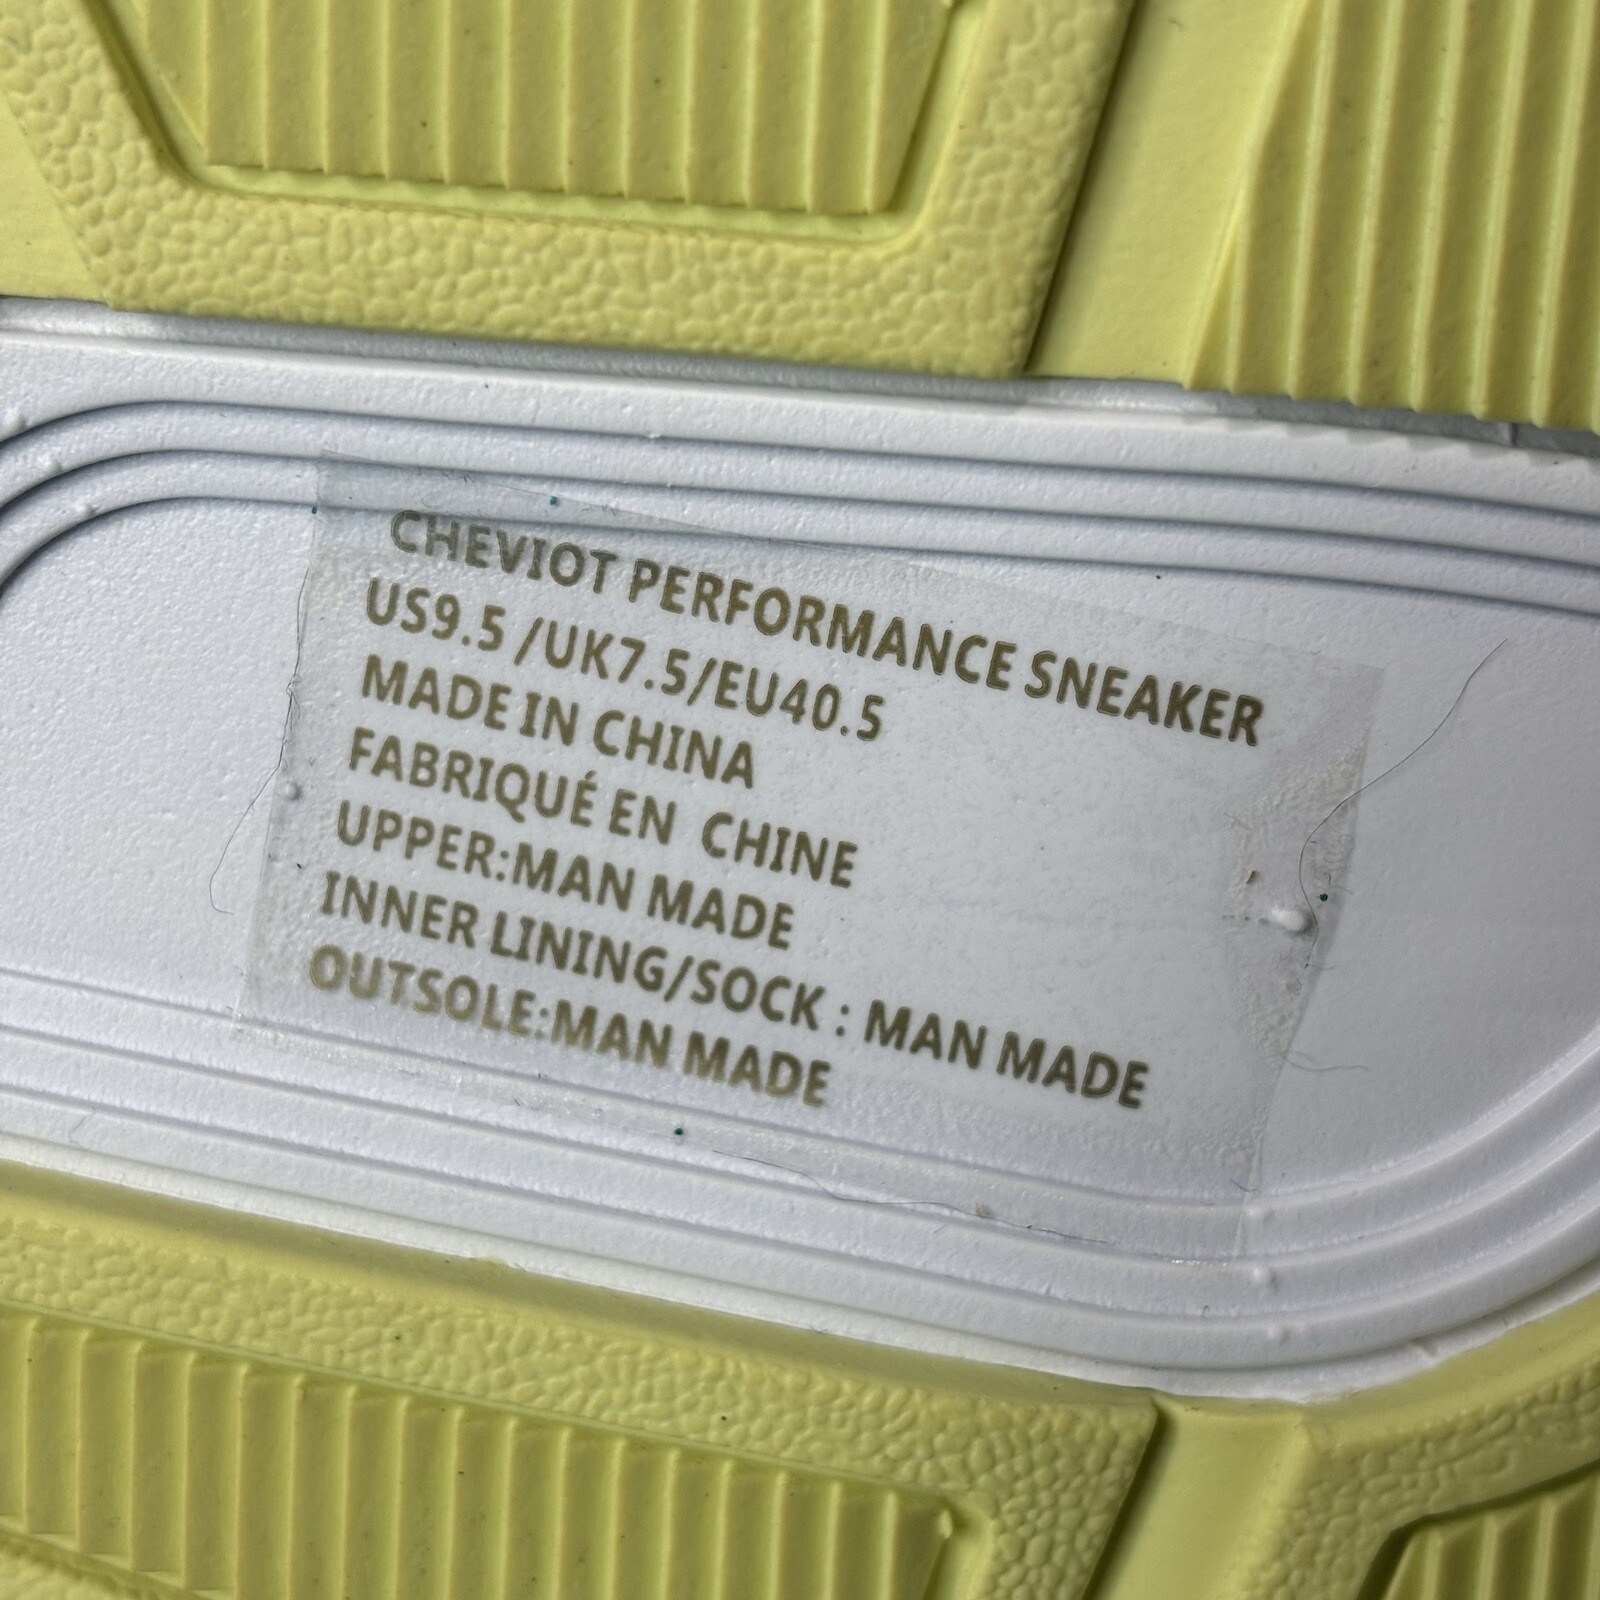 CHEVIOT PERFORMANCE SNEAKER
US9.5 /UK7.5/EU40.5
MADE IN CHINA
FABRIQUÉ EN  CHINE
UPPER:MAN MADE
INNER LINING/SOCK : MAN MADE
OUTSOLE:MAN MADE